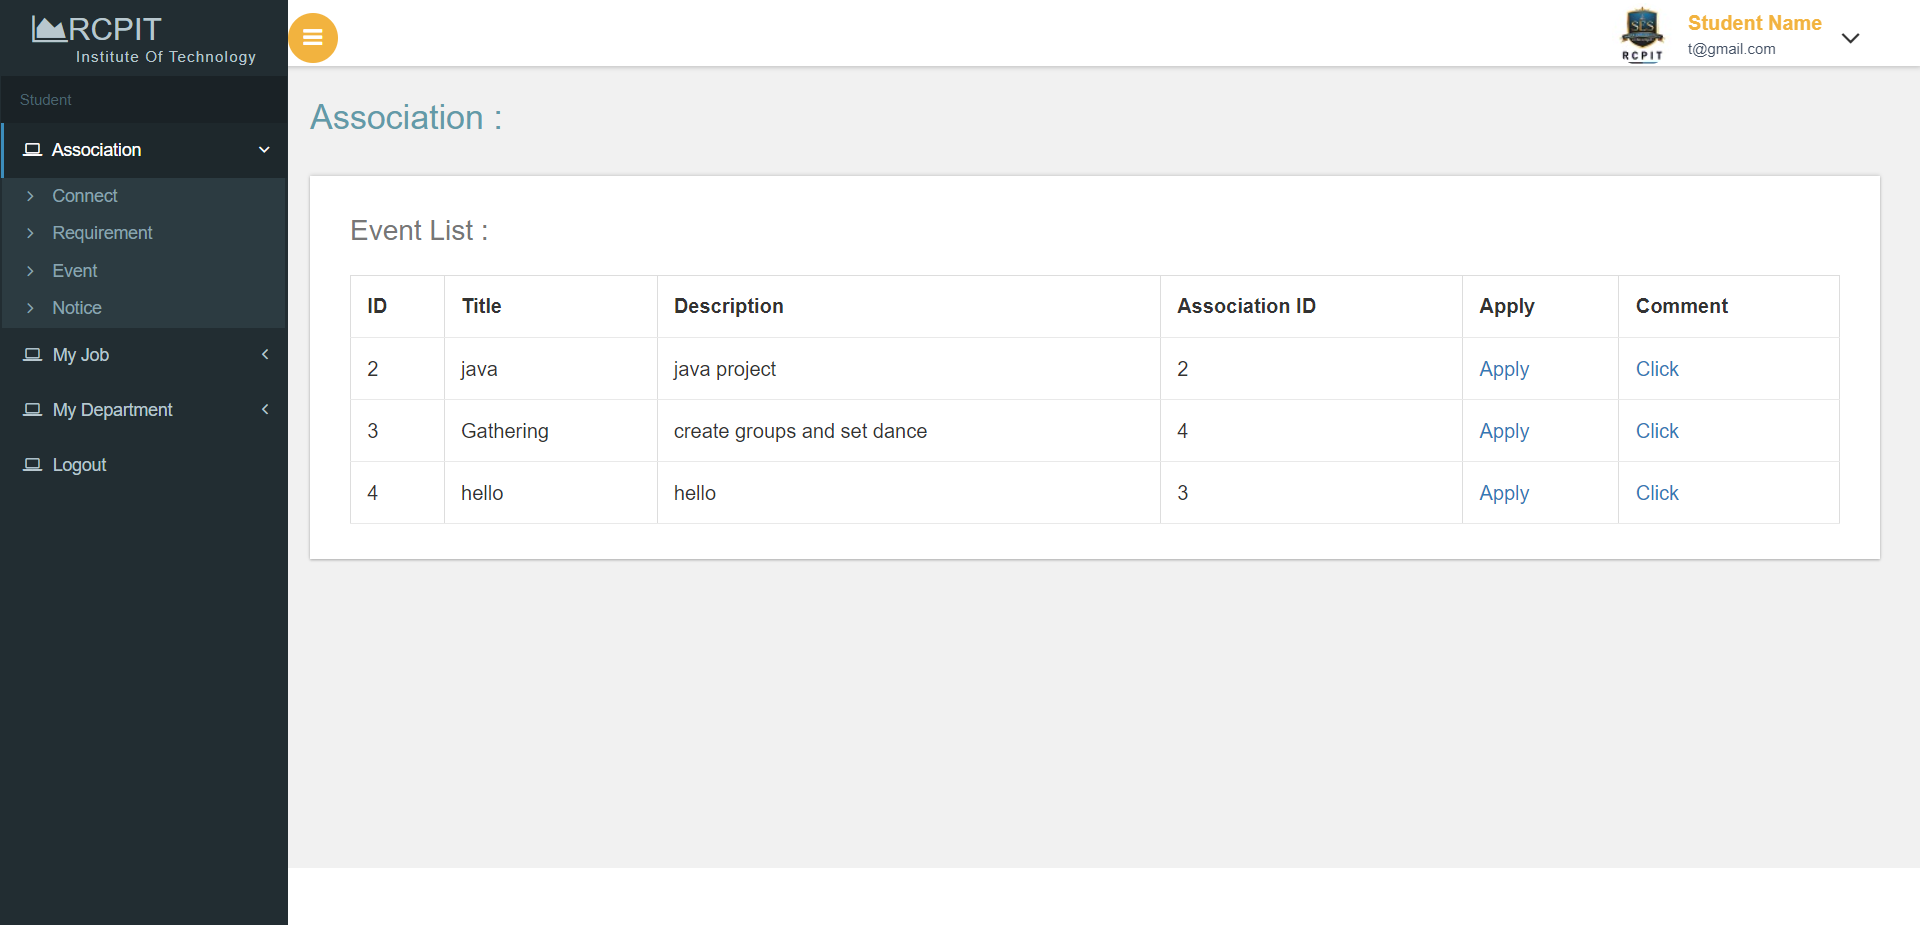 RCPIT
Institute Of Technology
Student
Association
Connect
Requirement
Event
Notice
My Job
My Department
Logout
SES
RCPIT
Student Name
t@gmail.com
Association :
Event List :
ID Title Description Association ID Apply Comment
2 java java project 2 Apply Click
3 Gathering create groups and set dance 4 Apply Click
4 hello hello 3 Apply Click